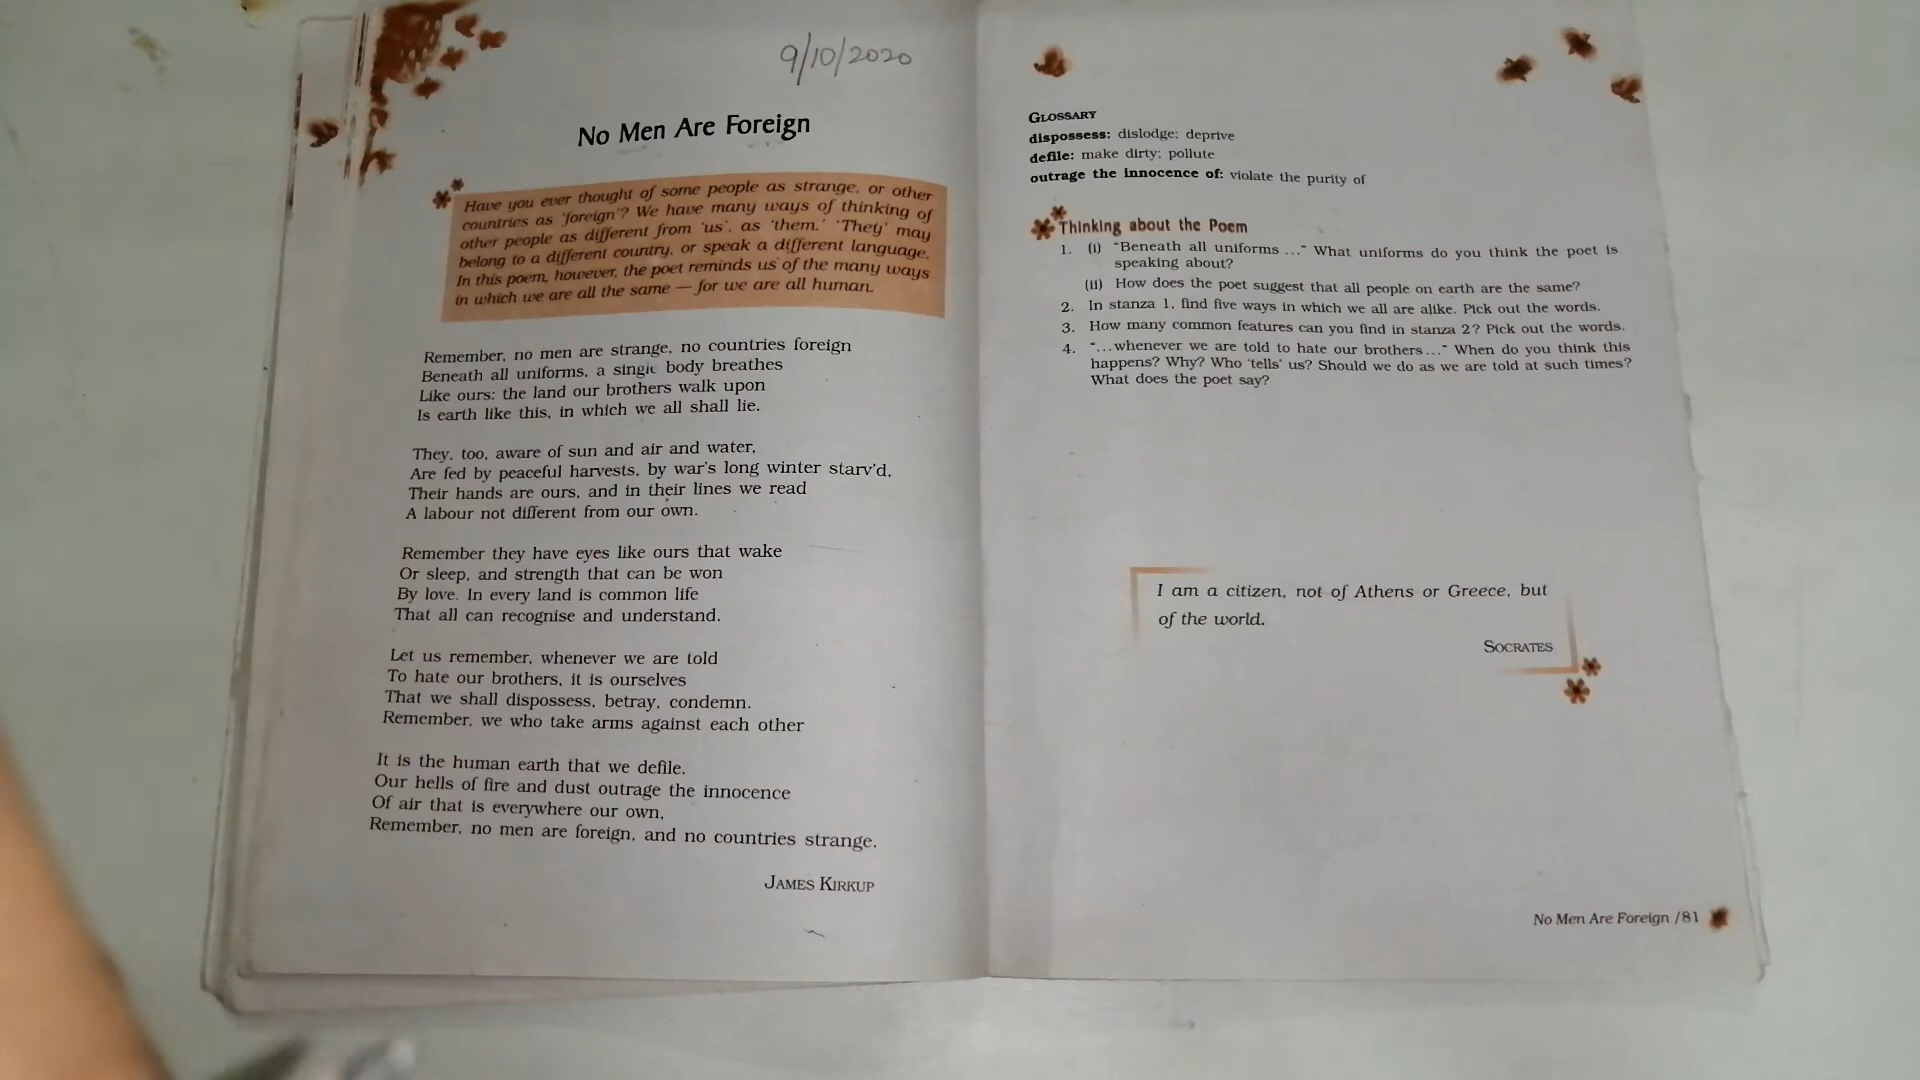 9/10/2020
No Men Are Foreign
Have you ever thought of some people as strange, or other
countries as 'foreign'? We have many ways of thinking of
other people as different from 'us', as 'them.' 'They' may
belong to a different country, or speak a different language.
In this poem, however, the poet reminds us of the many ways
in which we are all the same — for we are all human.
Remember, no men are strange, no countries foreign
Beneath all uniforms, a single body breathes
Like ours: the land our brothers walk upon
Is earth like this, in which we all shall lie.
They, too, aware of sun and air and water,
Are fed by peaceful harvests, by war's long winter starv'd,
Their hands are ours, and in their lines we read
A labour not different from our own.
Remember they have eyes like ours that wake
Or sleep, and strength that can be won
By love. In every land is common life
That all can recognise and understand.
Let us remember, whenever we are told
To hate our brothers, it is ourselves
That we shall dispossess, betray, condemn.
Remember, we who take arms against each other
It is the human earth that we defile.
Our hells of fire and dust outrage the innocence
Of air that is everywhere our own,
Remember, no men are foreign, and no countries strange.
JAMES KIRKUP
GLOSSARY
dispossess: dislodge; deprive
defile: make dirty; pollute
outrage the innocence of: violate the purity of
Thinking about the Poem
1. (i) "Beneath all uniforms ..." What uniforms do you think the poet is
speaking about?
(ii) How does the poet suggest that all people on earth are the same?
2. In stanza 1, find five ways in which we all are alike. Pick out the words.
3. How many common features can you find in stanza 2? Pick out the words.
4. "...whenever we are told to hate our brothers ..." When do you think this
happens? Why? Who 'tells' us? Should we do as we are told at such times?
What does the poet say?
I am a citizen, not of Athens or Greece, but
of the world.
SOCRATES
No Men Are Foreign /81